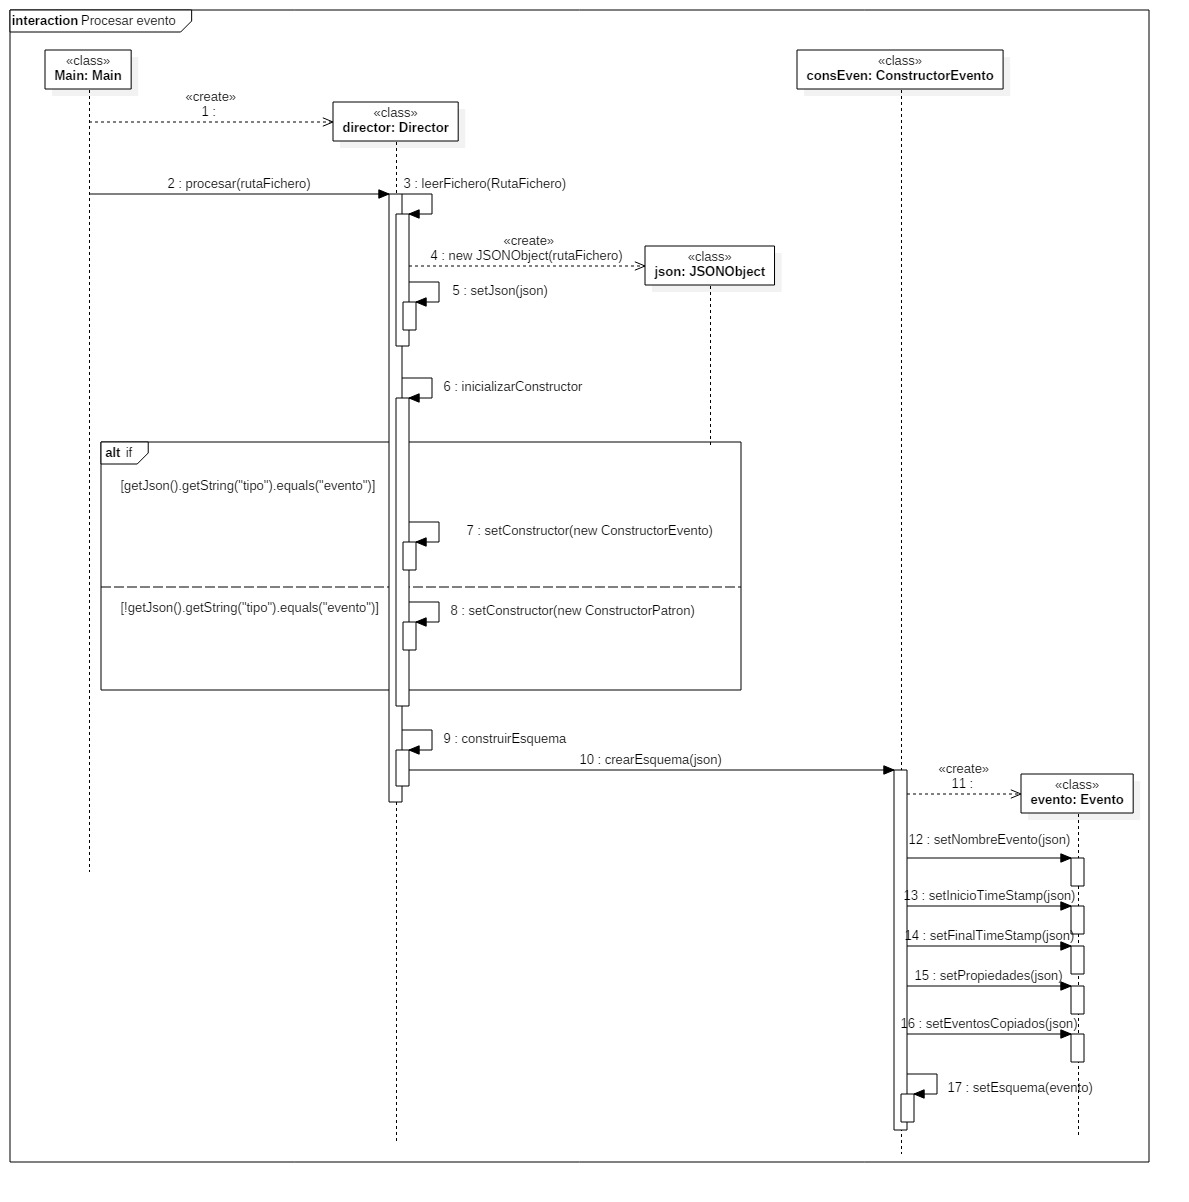 interaction Procesar evento
«class»
Main: Main
«class»
consEven: ConstructorEvento
«create»
1 :
«class»
director: Director
2 : procesar(rutaFichero)
3 : leerFichero(RutaFichero)
«create»
4 : new JSONObject(rutaFichero)
«class»
json: JSONObject
5 : setJson(json)
6 : inicializarConstructor
alt if
[getJson().getString("tipo").equals("evento")]
7 : setConstructor(new ConstructorEvento)
[!getJson().getString("tipo").equals("evento")]
8 : setConstructor(new ConstructorPatron)
9 : construirEsquema
10 : crearEsquema(json)
«create»
11 :
«class»
evento: Evento
12 : setNombreEvento(json)
13 : setInicioTimeStamp(json)
14 : setFinalTimeStamp(json)
15 : setPropiedades(json)
16 : setEventosCopiados(json)
17 : setEsquema(evento)